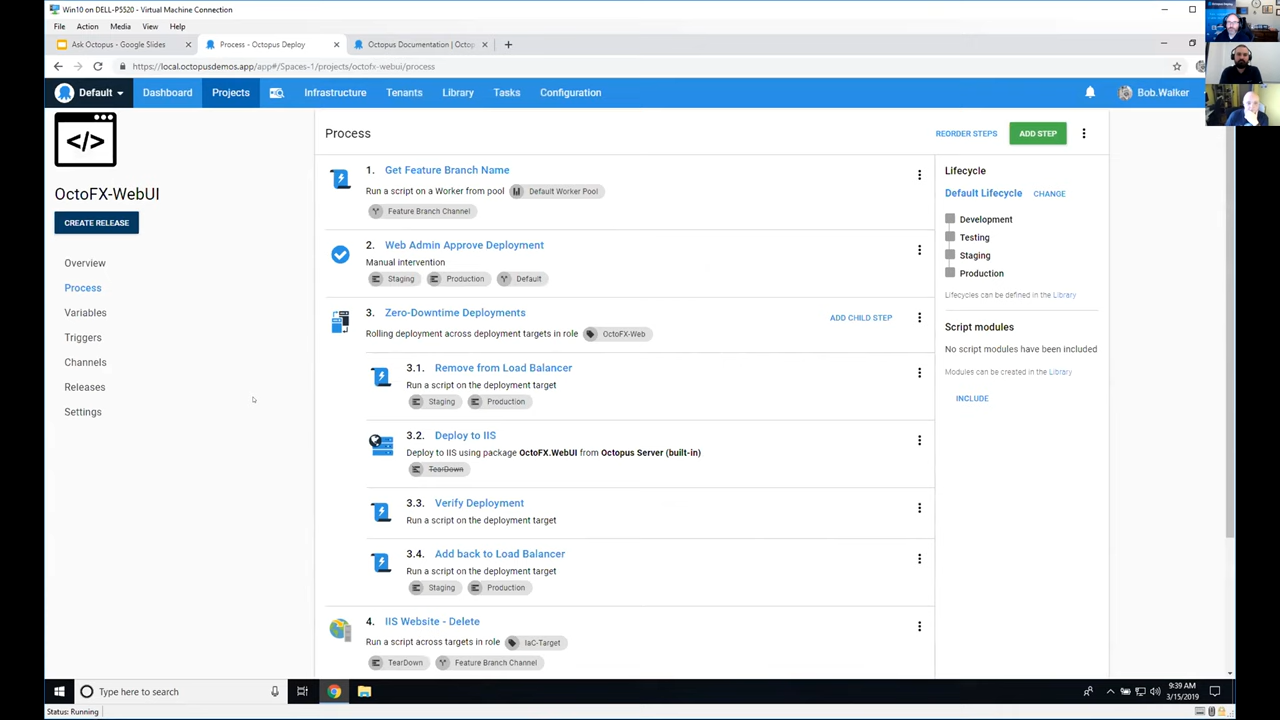 Win10 on DELL-P5520 - Virtual Machine Connection
File Action Media View Help
Ask Octopus - Google Slides
Process - Octopus Deploy
Octopus Documentation | Octop
https://local.octopusdemos.app/app#/Spaces-1/projects/octofx-webui/process
Default Dashboard Projects Infrastructure Tenants Library Tasks Configuration Bob.Walker
</>
OctoFX-WebUI
CREATE RELEASE
Overview
Process
Variables
Triggers
Channels
Releases
Settings
Process
REORDER STEPS
ADD STEP
1. Get Feature Branch Name
Run a script on a Worker from pool Default Worker Pool
Feature Branch Channel
2. Web Admin Approve Deployment
Manual intervention
Staging Production Default
3. Zero-Downtime Deployments
ADD CHILD STEP
Rolling deployment across deployment targets in role OctoFX-Web
3.1. Remove from Load Balancer
Run a script on the deployment target
Staging Production
3.2. Deploy to IIS
Deploy to IIS using package OctoFX.WebUI from Octopus Server (built-in)
TearDown
3.3. Verify Deployment
Run a script on the deployment target
3.4. Add back to Load Balancer
Run a script on the deployment target
Staging Production
4. IIS Website - Delete
Run a script across targets in role IaC-Target
TearDown Feature Branch Channel
Lifecycle
Default Lifecycle CHANGE
Development
Testing
Staging
Production
Lifecycles can be defined in the Library
Script modules
No script modules have been included
Modules can be created in the Library
INCLUDE
Type here to search
9:39 AM
3/15/2019
Status: Running